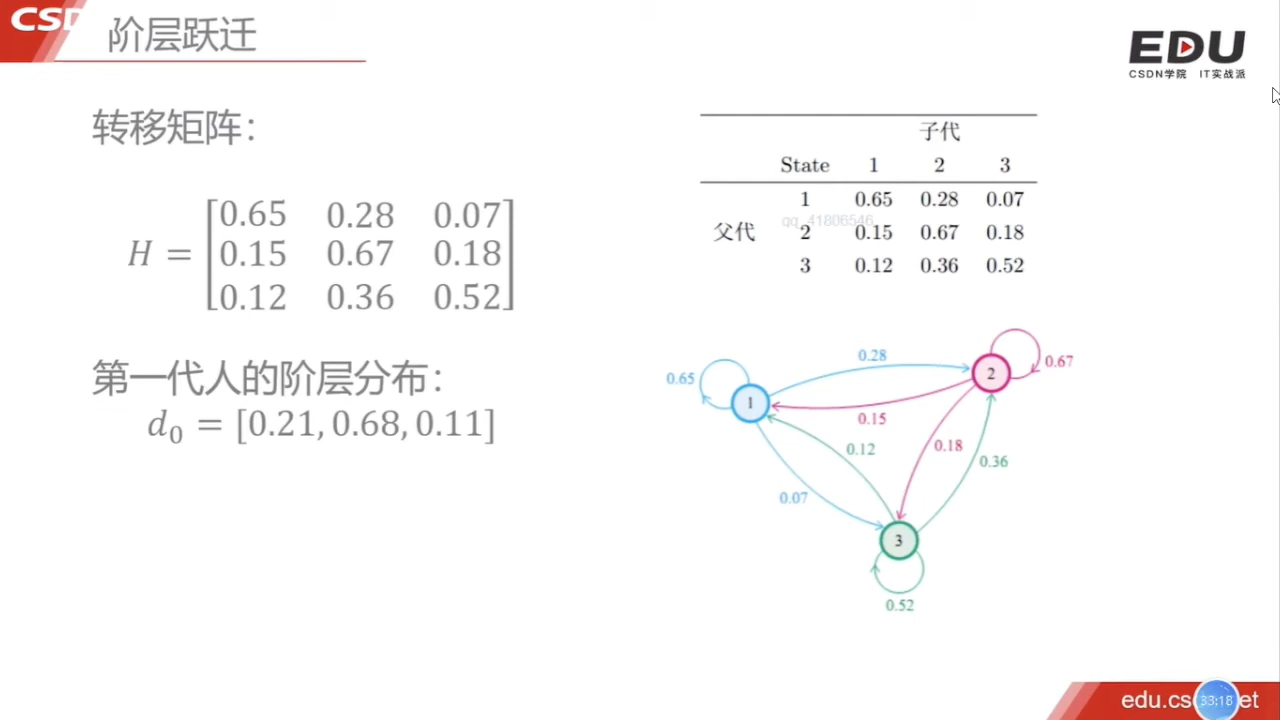 CSD
阶层跃迁
EDU
CSDN学院 IT实战派
转移矩阵：
H = [0.65 0.28 0.07
0.15 0.67 0.18
0.12 0.36 0.52]
第一代人的阶层分布：
d₀ = [0.21, 0.68, 0.11]
子代
State 1 2 3
1 0.65 0.28 0.07
qq_41806546
父代 2 0.15 0.67 0.18
3 0.12 0.36 0.52
0.28
2
0.67
0.65
1
0.15
0.12
0.18
0.36
0.07
3
0.52
edu.cs
33:18
et